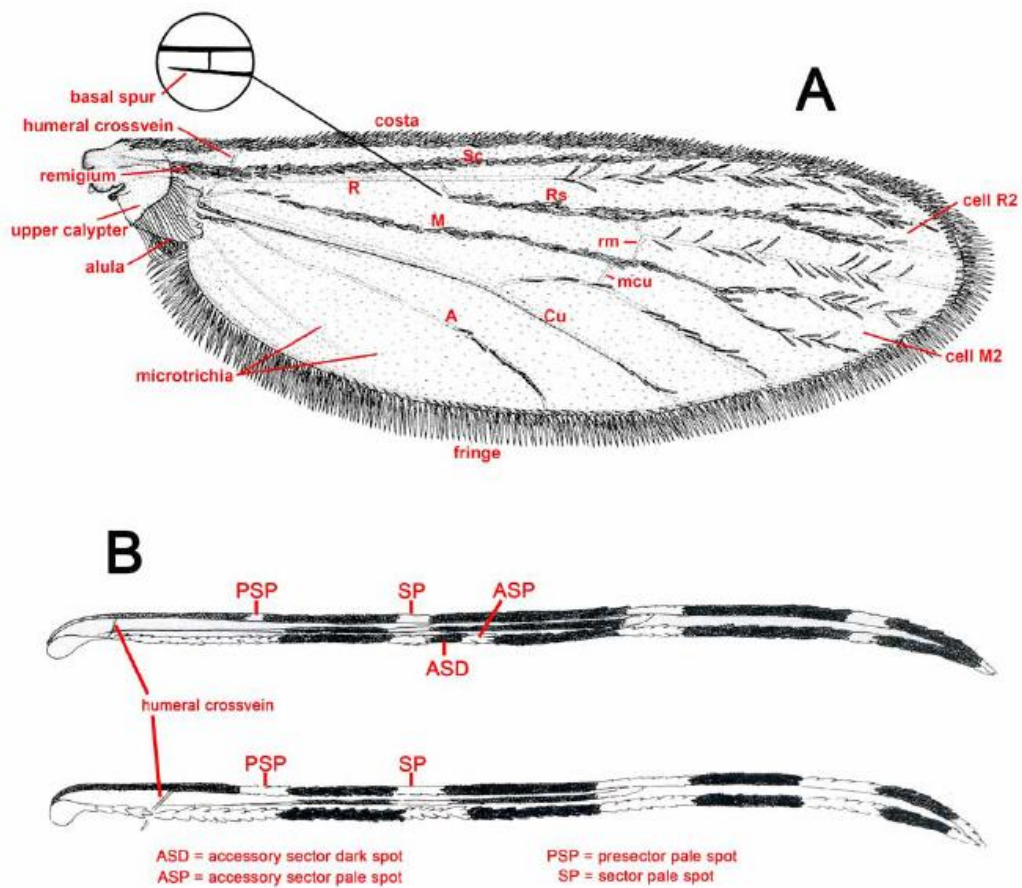 A
basal spur
costa
humeral crossvein
Sc
remigium
R
Rs
cell R2
M
upper calypter
rm
alula
mcu
A
Cu
cell M2
microtrichia
fringe
B
PSP
SP
ASP
ASD
humeral crossvein
PSP
SP
ASD = accessory sector dark spot
PSP = presector pale spot
ASP = accessory sector pale spot
SP = sector pale spot